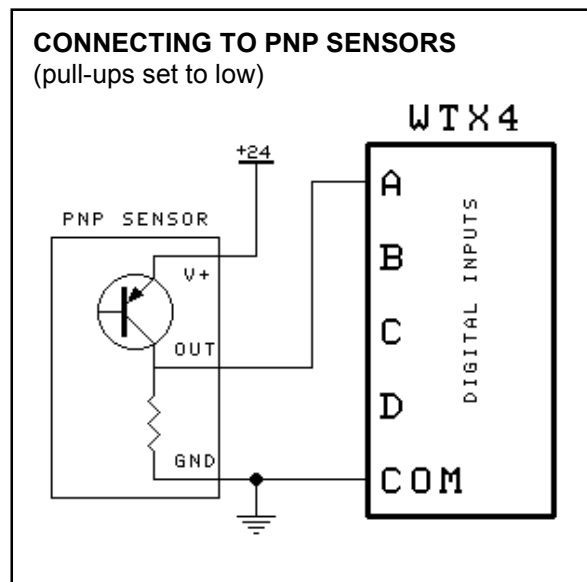 CONNECTING TO PNP SENSORS
(pull-ups set to low)
WTX4
+24
PNP SENSOR
V+
OUT
GND
A
B
C
D
COM
DIGITAL INPUTS